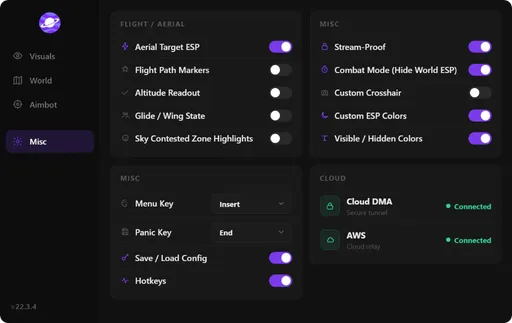 Visuals
World
Aimbot
Misc
v22.3.4
FLIGHT / AERIAL
Aerial Target ESP
Flight Path Markers
Altitude Readout
Glide / Wing State
Sky Contested Zone Highlights
MISC
Stream-Proof
Combat Mode (Hide World ESP)
Custom Crosshair
Custom ESP Colors
Visible / Hidden Colors
MISC
Menu Key Insert
Panic Key End
Save / Load Config
Hotkeys
CLOUD
Cloud DMA
Secure tunnel
Connected
AWS
Cloud relay
Connected